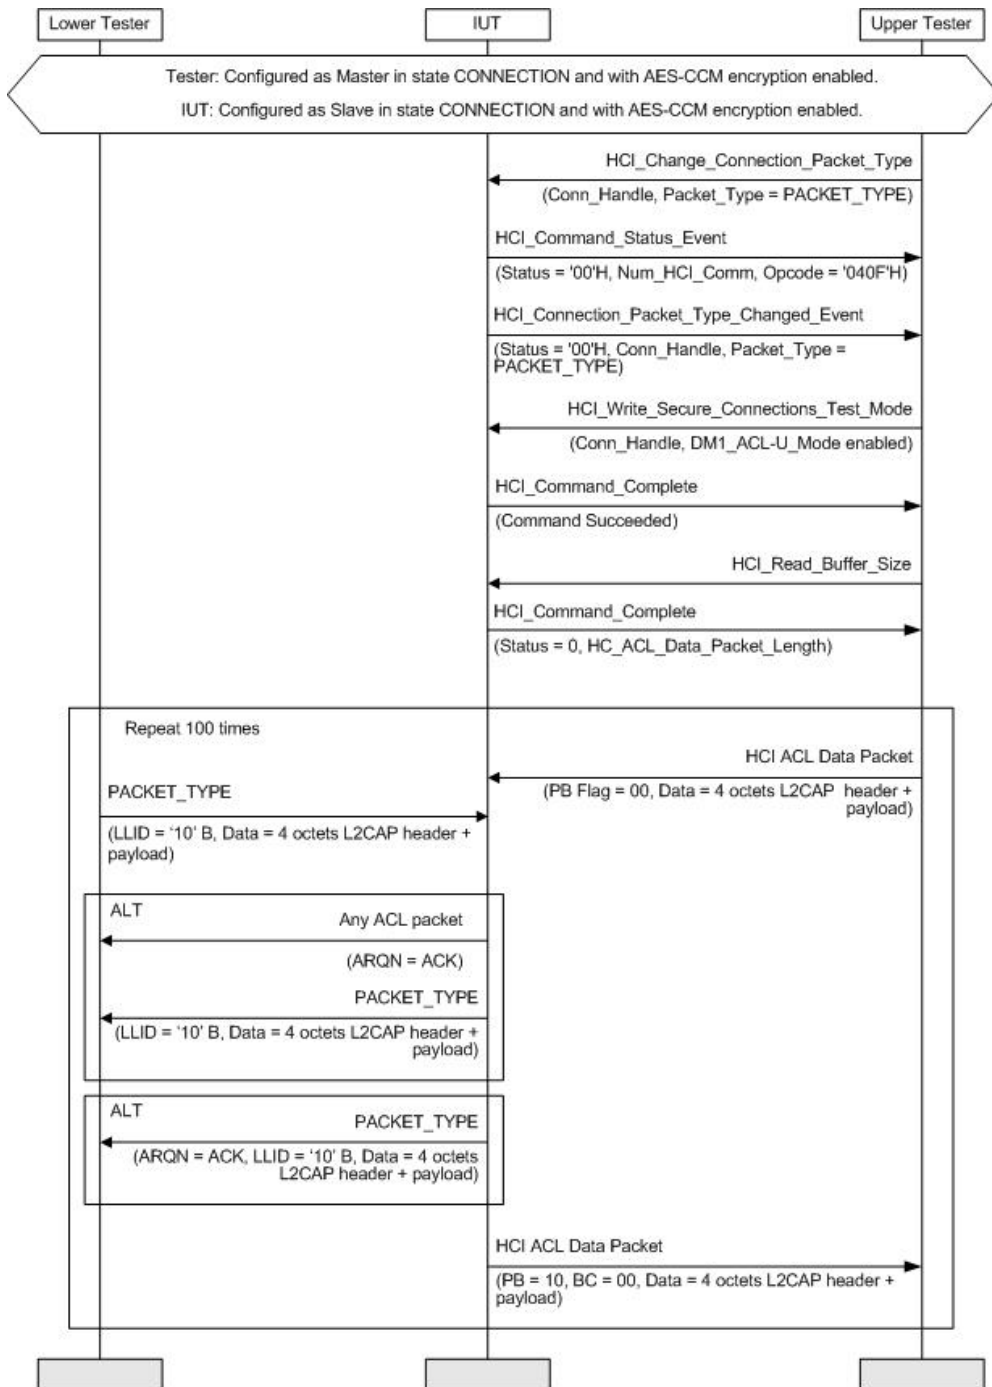 Lower Tester
IUT
Upper Tester
Tester: Configured as Master in state CONNECTION and with AES-CCM encryption enabled.
IUT: Configured as Slave in state CONNECTION and with AES-CCM encryption enabled.
HCI_Change_Connection_Packet_Type
(Conn_Handle, Packet_Type = PACKET_TYPE)
HCI_Command_Status_Event
(Status = '00'H, Num_HCI_Comm, Opcode = '040F'H)
HCI_Connection_Packet_Type_Changed_Event
(Status = '00'H, Conn_Handle, Packet_Type =
PACKET_TYPE)
HCI_Write_Secure_Connections_Test_Mode
(Conn_Handle, DM1_ACL-U_Mode enabled)
HCI_Command_Complete
(Command Succeeded)
HCI_Read_Buffer_Size
HCI_Command_Complete
(Status = 0, HC_ACL_Data_Packet_Length)
Repeat 100 times
HCI ACL Data Packet
(PB Flag = 00, Data = 4 octets L2CAP header +
payload)
PACKET_TYPE
(LLID = ‘10’ B, Data = 4 octets L2CAP header +
payload)
ALT
Any ACL packet
(ARQN = ACK)
PACKET_TYPE
(LLID = ‘10’ B, Data = 4 octets L2CAP header +
payload)
ALT
PACKET_TYPE
(ARQN = ACK, LLID = ‘10’ B, Data = 4 octets
L2CAP header + payload)
HCI ACL Data Packet
(PB = 10, BC = 00, Data = 4 octets L2CAP header +
payload)